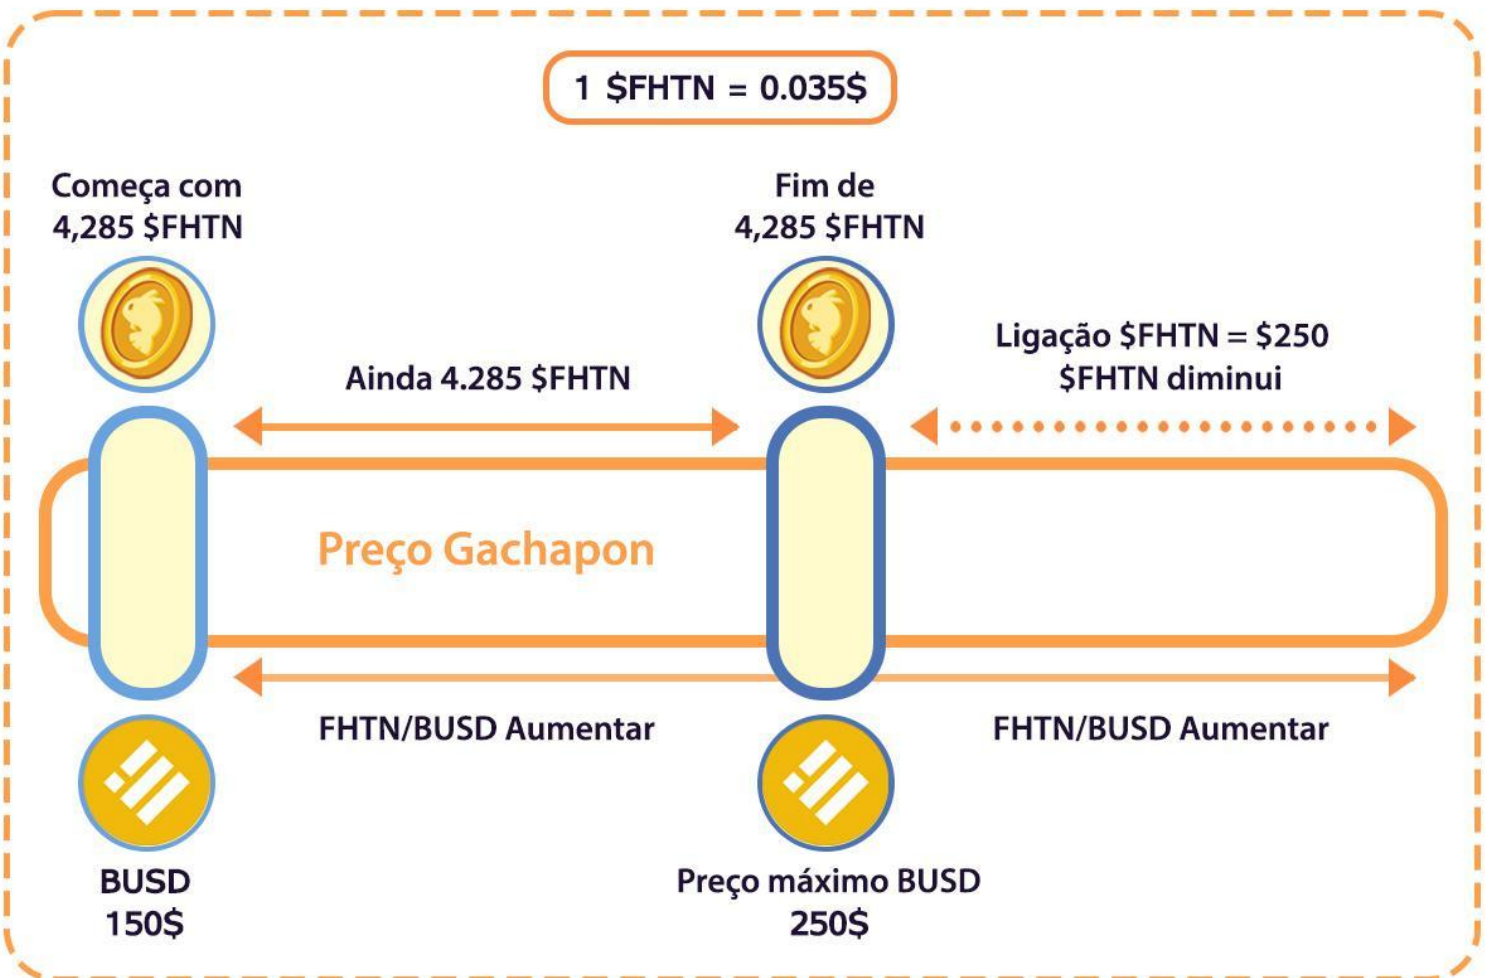 1 $FHTN = 0.035$
Começa com
4,285 $FHTN
Fim de
4,285 $FHTN
Ainda 4.285 $FHTN
Ligação $FHTN = $250
$FHTN diminui
Preço Gachapon
FHTN/BUSD Aumentar
FHTN/BUSD Aumentar
BUSD
150$
Preço máximo BUSD
250$